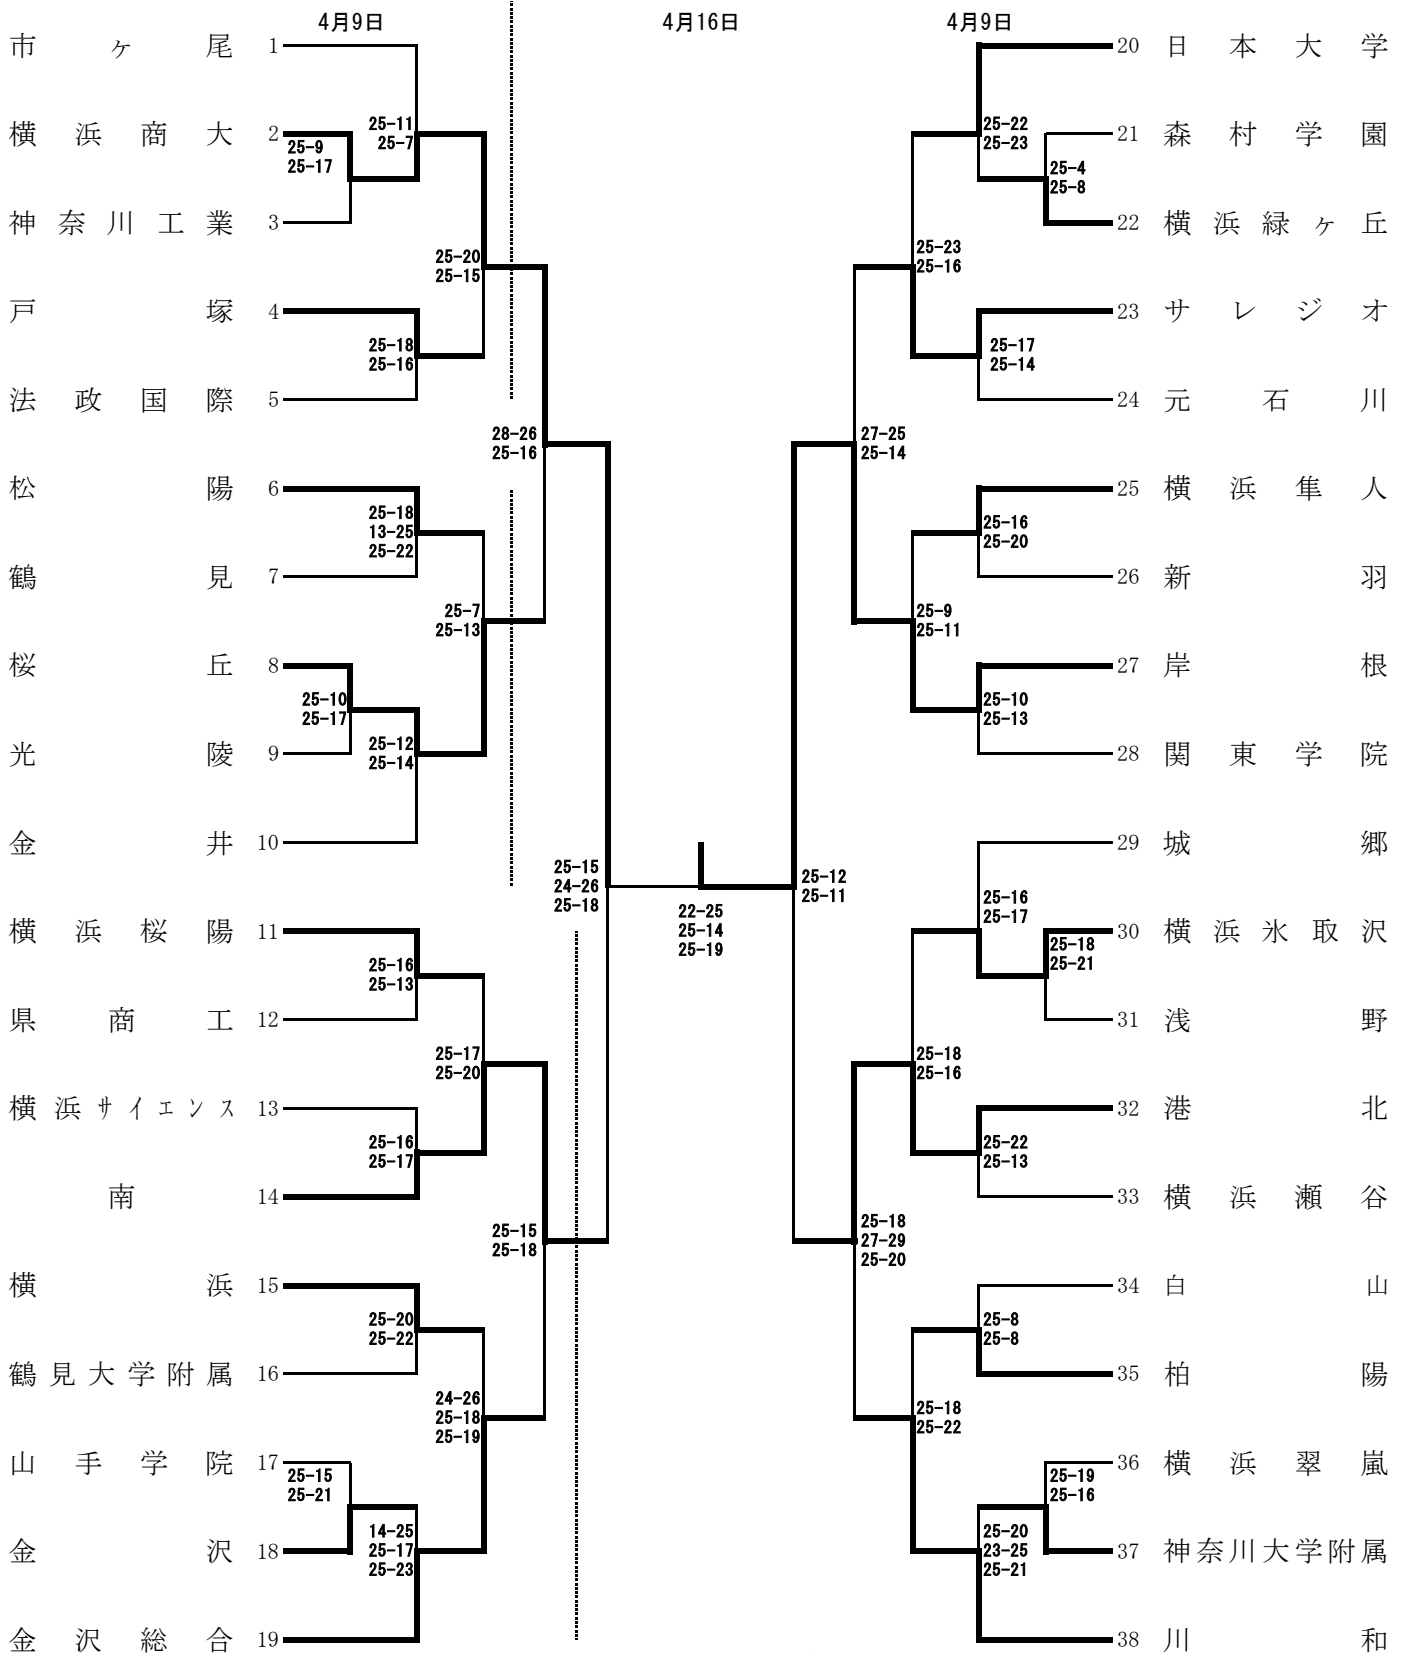 4月9日 4月16日 4月9日
市ヶ尾 1
横浜商大 2
神奈川工業 3
戸塚 4
法政国際 5
松陽 6
鶴見 7
桜丘 8
光陵 9
金井 10
横浜桜陽 11
県商工 12
横浜サイエンス 13
南 14
横浜 15
鶴見大学附属 16
山手学院 17
金沢 18
金沢総合 19
25-9
25-17
25-11
25-7
25-20
25-15
25-18
25-16
28-26
25-16
25-18
13-25
25-22
25-7
25-13
25-10
25-17
25-12
25-14
25-15
24-26
25-18
25-16
25-13
25-17
25-20
25-16
25-17
25-15
25-18
25-20
25-22
24-26
25-18
25-19
25-15
25-21
14-25
25-17
25-23
22-25
25-14
25-19
25-12
25-11
25-22
25-23
25-4
25-8
25-23
25-16
25-17
25-14
27-25
25-14
25-16
25-20
25-9
25-11
25-10
25-13
25-16
25-17
25-18
25-21
25-18
25-16
25-22
25-13
25-18
27-29
25-20
25-8
25-8
25-18
25-22
25-19
25-16
25-20
23-25
25-21
20 日本大学
21 森村学園
22 横浜緑ヶ丘
23 サレジオ
24 元石川
25 横浜隼人
26 新羽
27 岸根
28 関東学院
29 城郷
30 横浜氷取沢
31 浅野
32 港北
33 横浜瀬谷
34 白山
35 柏陽
36 横浜翠嵐
37 神奈川大学附属
38 川和